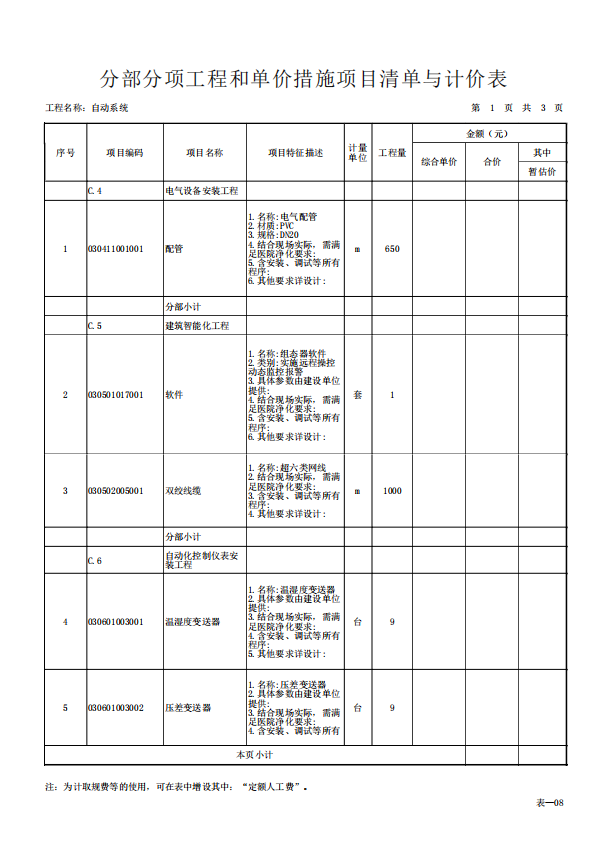 分部分项工程和单价措施项目清单与计价表
工程名称: 自动系统
第 1 页 共 3 页
序号 项目编码 项目名称 项目特征描述 计量单位 工程量 金额（元）
综合单价 合价 其中
暂估价
C.4 电气设备安装工程
1 030411001001 配管 m 650
1.名称:电气配管
2.材质:PVC
3.规格:DN20
4.结合现场实际，需满
足医院净化要求;
5.含安装、调试等所有
程序;
6.其他要求详设计;
分部小计
C.5 建筑智能化工程
2 030501017001 软件 套 1
1.名称:组态器软件
2.类别:实施远程操控
动态监控报警
3.具体参数由建设单位
提供;
4.结合现场实际，需满
足医院净化要求;
5.含安装、调试等所有
程序;
6.其他要求详设计;
3 030502005001 双绞线缆 m 1000
1.名称:超六类网线
2.结合现场实际，需满
足医院净化要求;
3.含安装、调试等所有
程序;
4.其他要求详设计;
分部小计
C.6 自动化控制仪表安
装工程
4 030601003001 温湿度变送器 台 9
1.名称:温湿度变送器
2.具体参数由建设单位
提供;
3.结合现场实际，需满
足医院净化要求;
4.含安装、调试等所有
程序;
5.其他要求详设计;
5 030601003002 压差变送器 台 9
1.名称:压差变送器
2.具体参数由建设单位
提供;
3.结合现场实际，需满
足医院净化要求;
4.含安装、调试等所有
本页小计
注: 为计取规费等的使用，可在表中增设其中: “定额人工费”。
表—08